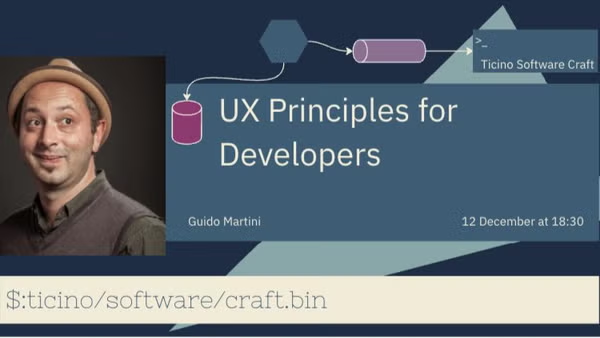 >_
Ticino Software Craft
UX Principles for
Developers
Guido Martini
12 December at 18:30
$:ticino/software/craft.bin